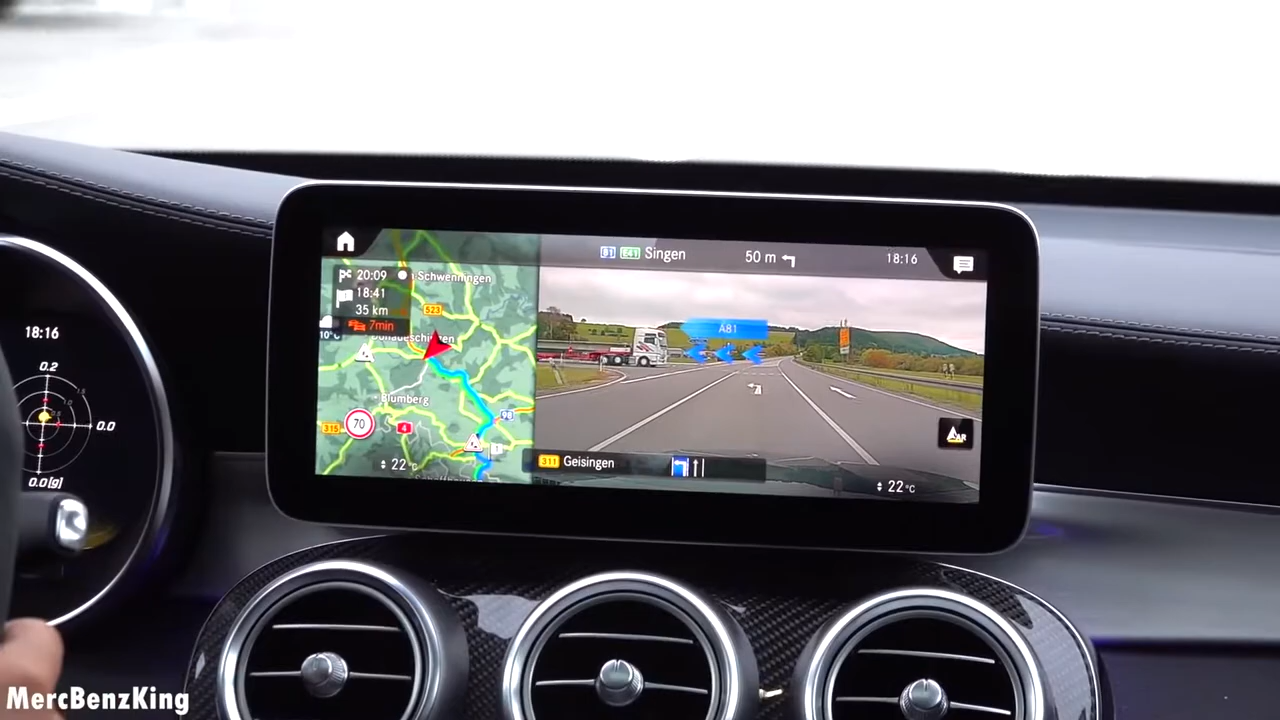 81 E41 Singen 50 m 18:16
20:09
18:41
35 km
7min
Schwenningen
523
Donaueschingen
Blumberg
70
315
4
98
22°C
A81
AR
311 Geisingen
22°C
18:16
0.2
0.0
0.0[g]
MercBenzKing